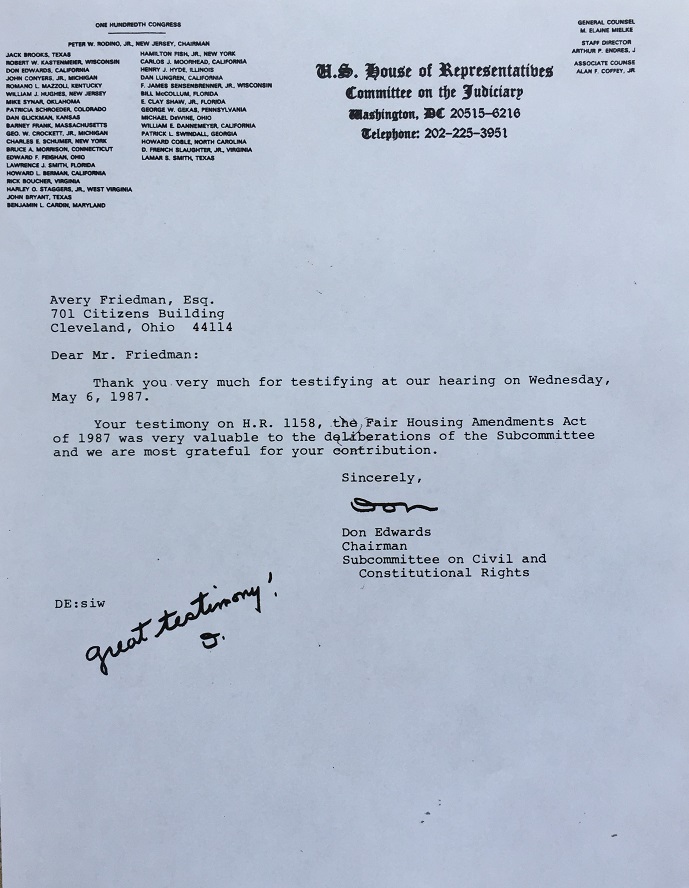 ONE HUNDREDTH CONGRESS
PETER W. RODINO, JR., NEW JERSEY, CHAIRMAN
JACK BROOKS, TEXAS
ROBERT W. KASTENMEIER, WISCONSIN
DON EDWARDS, CALIFORNIA
JOHN CONYERS, JR., MICHIGAN
ROMANO L. MAZZOLI, KENTUCKY
WILLIAM J. HUGHES, NEW JERSEY
MIKE SYNAR, OKLAHOMA
PATRICIA SCHROEDER, COLORADO
DAN GLICKMAN, KANSAS
BARNEY FRANK, MASSACHUSETTS
GEO. W. CROCKETT, JR., MICHIGAN
CHARLES E. SCHUMER, NEW YORK
BRUCE A. MORRISON, CONNECTICUT
EDWARD F. FEIGHAN, OHIO
LAWRENCE J. SMITH, FLORIDA
HOWARD L. BERMAN, CALIFORNIA
RICK BOUCHER, VIRGINIA
HARLEY O. STAGGERS, JR., WEST VIRGINIA
JOHN BRYANT, TEXAS
BENJAMIN L. CARDIN, MARYLAND
HAMILTON FISH, JR., NEW YORK
CARLOS J. MOORHEAD, CALIFORNIA
HENRY J. HYDE, ILLINOIS
DAN LUNGREN, CALIFORNIA
F. JAMES SENSENBRENNER, JR., WISCONSIN
BILL McCOLLUM, FLORIDA
E. CLAY SHAW, JR., FLORIDA
GEORGE W. GEKAS, PENNSYLVANIA
MICHAEL DeWINE, OHIO
WILLIAM E. DANNEMEYER, CALIFORNIA
PATRICK L. SWINDALL, GEORGIA
HOWARD COBLE, NORTH CAROLINA
D. FRENCH SLAUGHTER, JR., VIRGINIA
LAMAR S. SMITH, TEXAS
U.S. House of Representatives
Committee on the Judiciary
Washington, DC 20515-6216
Telephone: 202-225-3951
GENERAL COUNSEL
M. ELAINE MIELKE
STAFF DIRECTOR
ARTHUR P. ENDRES, J
ASSOCIATE COUNSE
ALAN F. COFFEY, JR
Avery Friedman, Esq.
701 Citizens Building
Cleveland, Ohio 44114
Dear Mr. Friedman:
Thank you very much for testifying at our hearing on Wednesday,
May 6, 1987.
Your testimony on H.R. 1158, the Fair Housing Amendments Act
of 1987 was very valuable to the deliberations of the Subcommittee
and we are most grateful for your contribution.
Sincerely,
Don
Don Edwards
Chairman
Subcommittee on Civil and
Constitutional Rights
DE:siw
great testimony!
D.